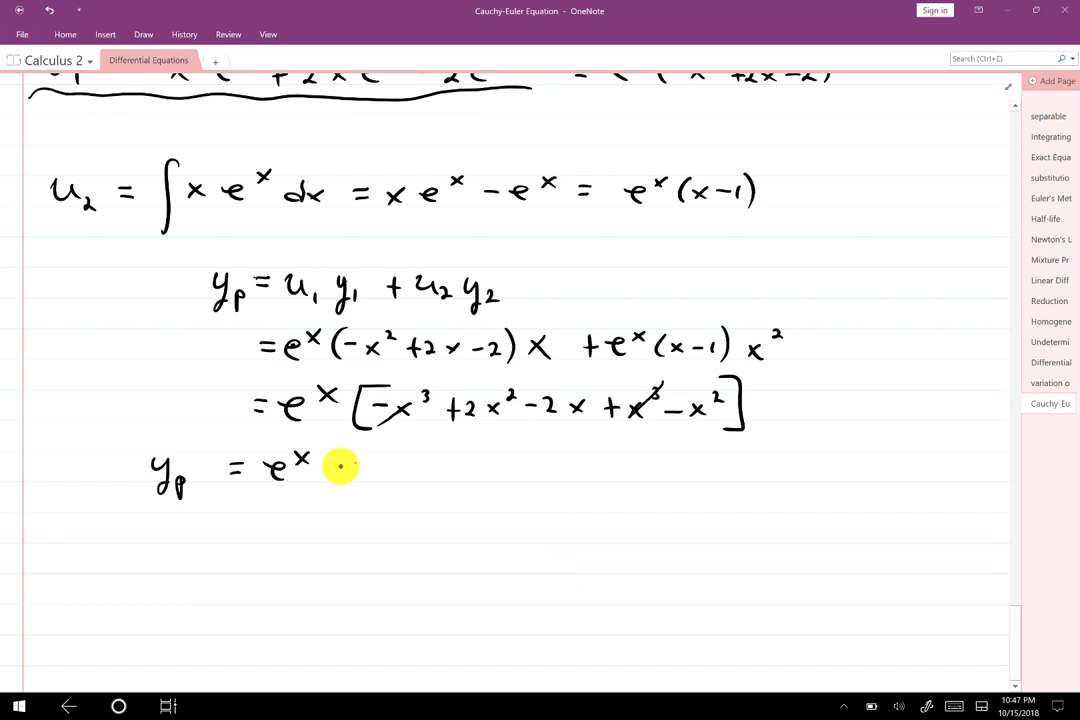 Cauchy-Euler Equation - OneNote
Sign in
File Home Insert Draw History Review View
Calculus 2
Differential Equations
+
Search (Ctrl+E)
Add Page
separable
Integrating
Exact Equa
substitutio
Euler's Met
Half-life
Newton's L
Mixture Pr
Linear Diff
Reduction
Homogene
Undetermi
Differential
variation o
Cauchy-Eu
u₂ = ∫ x eˣ dx = x eˣ - eˣ = eˣ (x-1)
yₚ = u₁ y₁ + u₂ y₂
= eˣ (-x² + 2x - 2) x + eˣ (x-1) x²
= eˣ [-x³ + 2x² - 2x + x³ - x²]
yₚ = eˣ
10:47 PM
10/15/2018